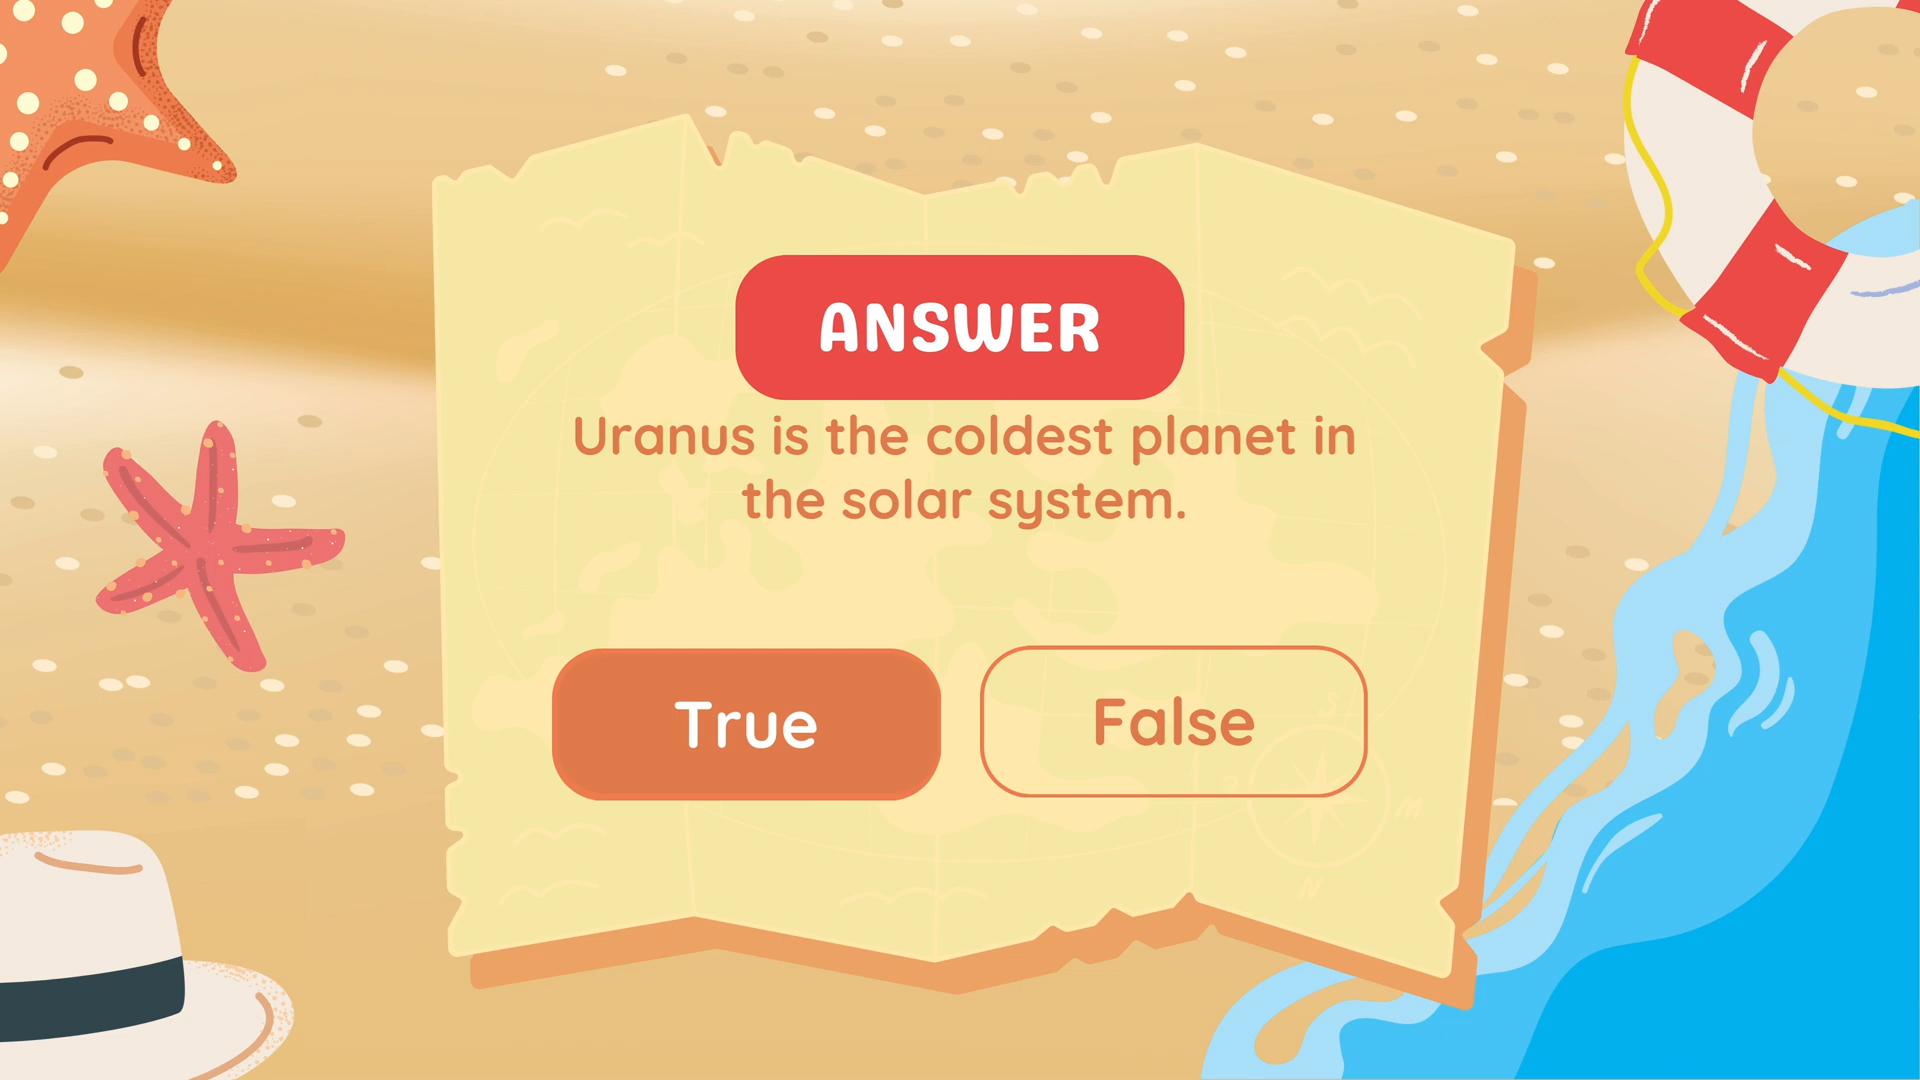 ANSWER
Uranus is the coldest planet in
the solar system.
True
False
M
N